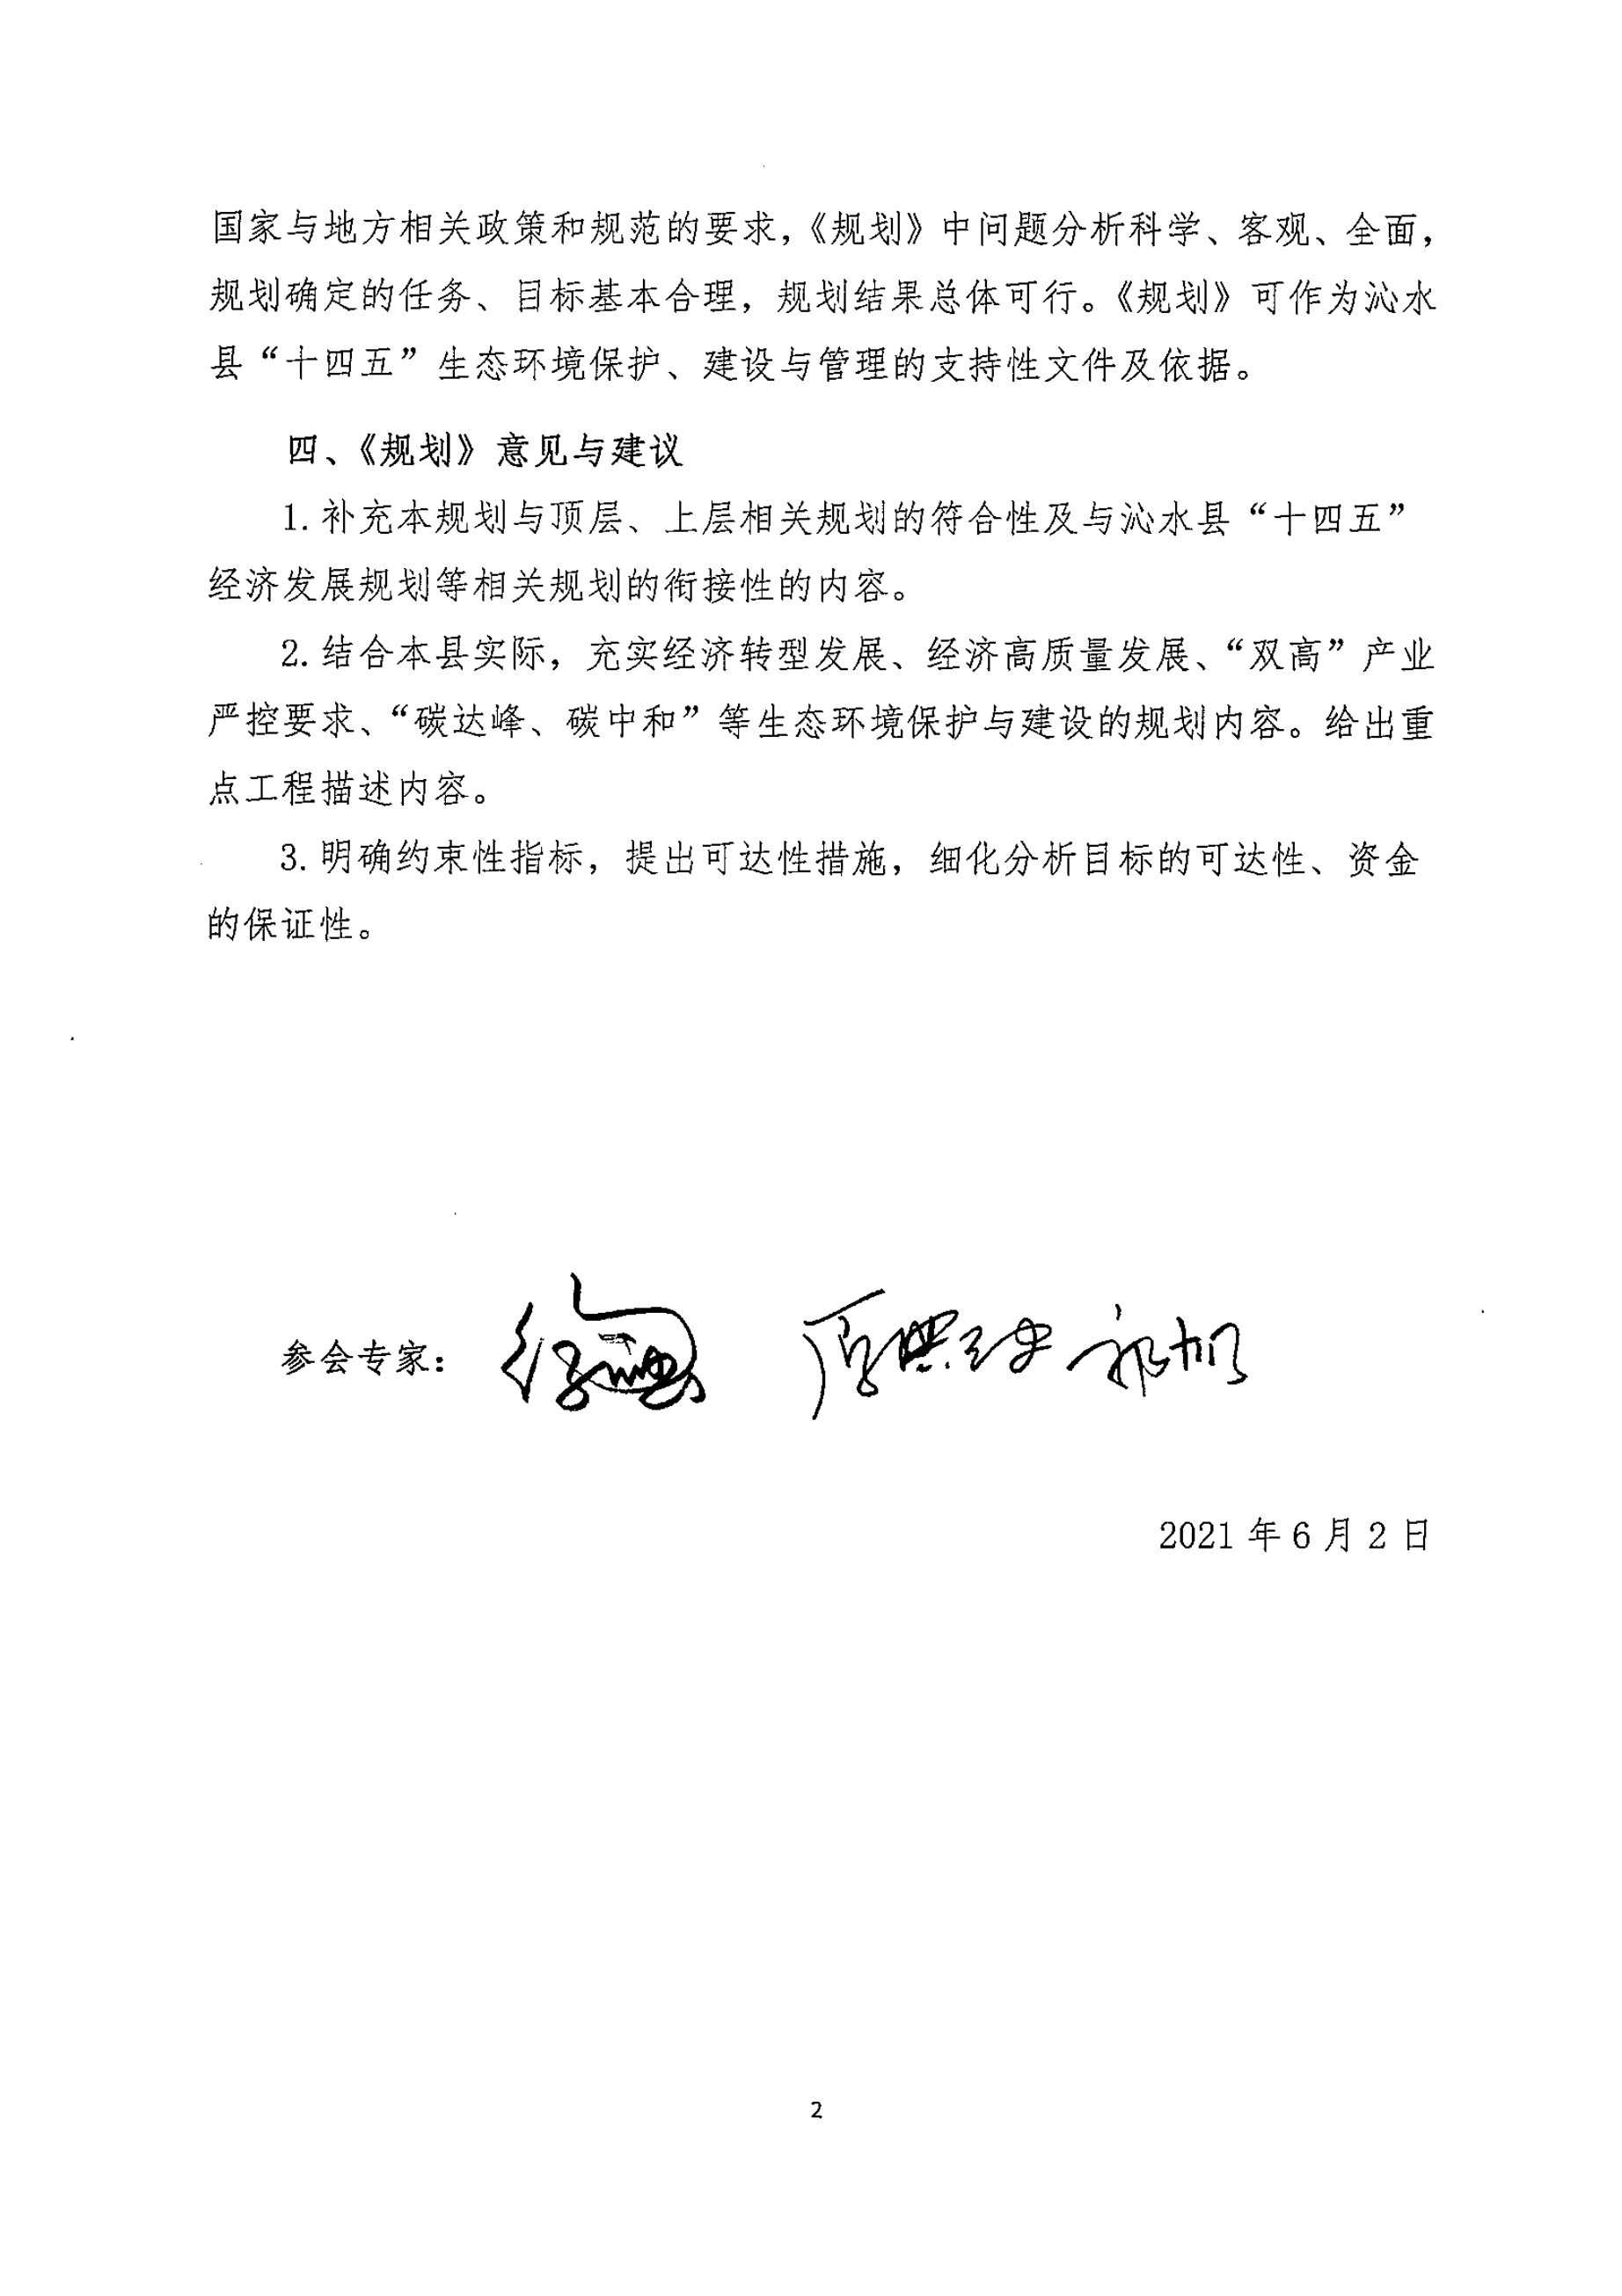 国家与地方相关政策和规范的要求，《规划》中问题分析科学、客观、全面，
规划确定的任务、目标基本合理，规划结果总体可行。《规划》可作为沁水
县“十四五”生态环境保护、建设与管理的支持性文件及依据。
四、《规划》意见与建议
1.补充本规划与顶层、上层相关规划的符合性及与沁水县“十四五”
经济发展规划等相关规划的衔接性的内容。
2.结合本县实际，充实经济转型发展、经济高质量发展、“双高”产业
严控要求、“碳达峰、碳中和”等生态环境保护与建设的规划内容。给出重
点工程描述内容。
3.明确约束性指标，提出可达性措施，细化分析目标的可达性、资金
的保证性。
参会专家：
2021 年 6 月 2 日
2